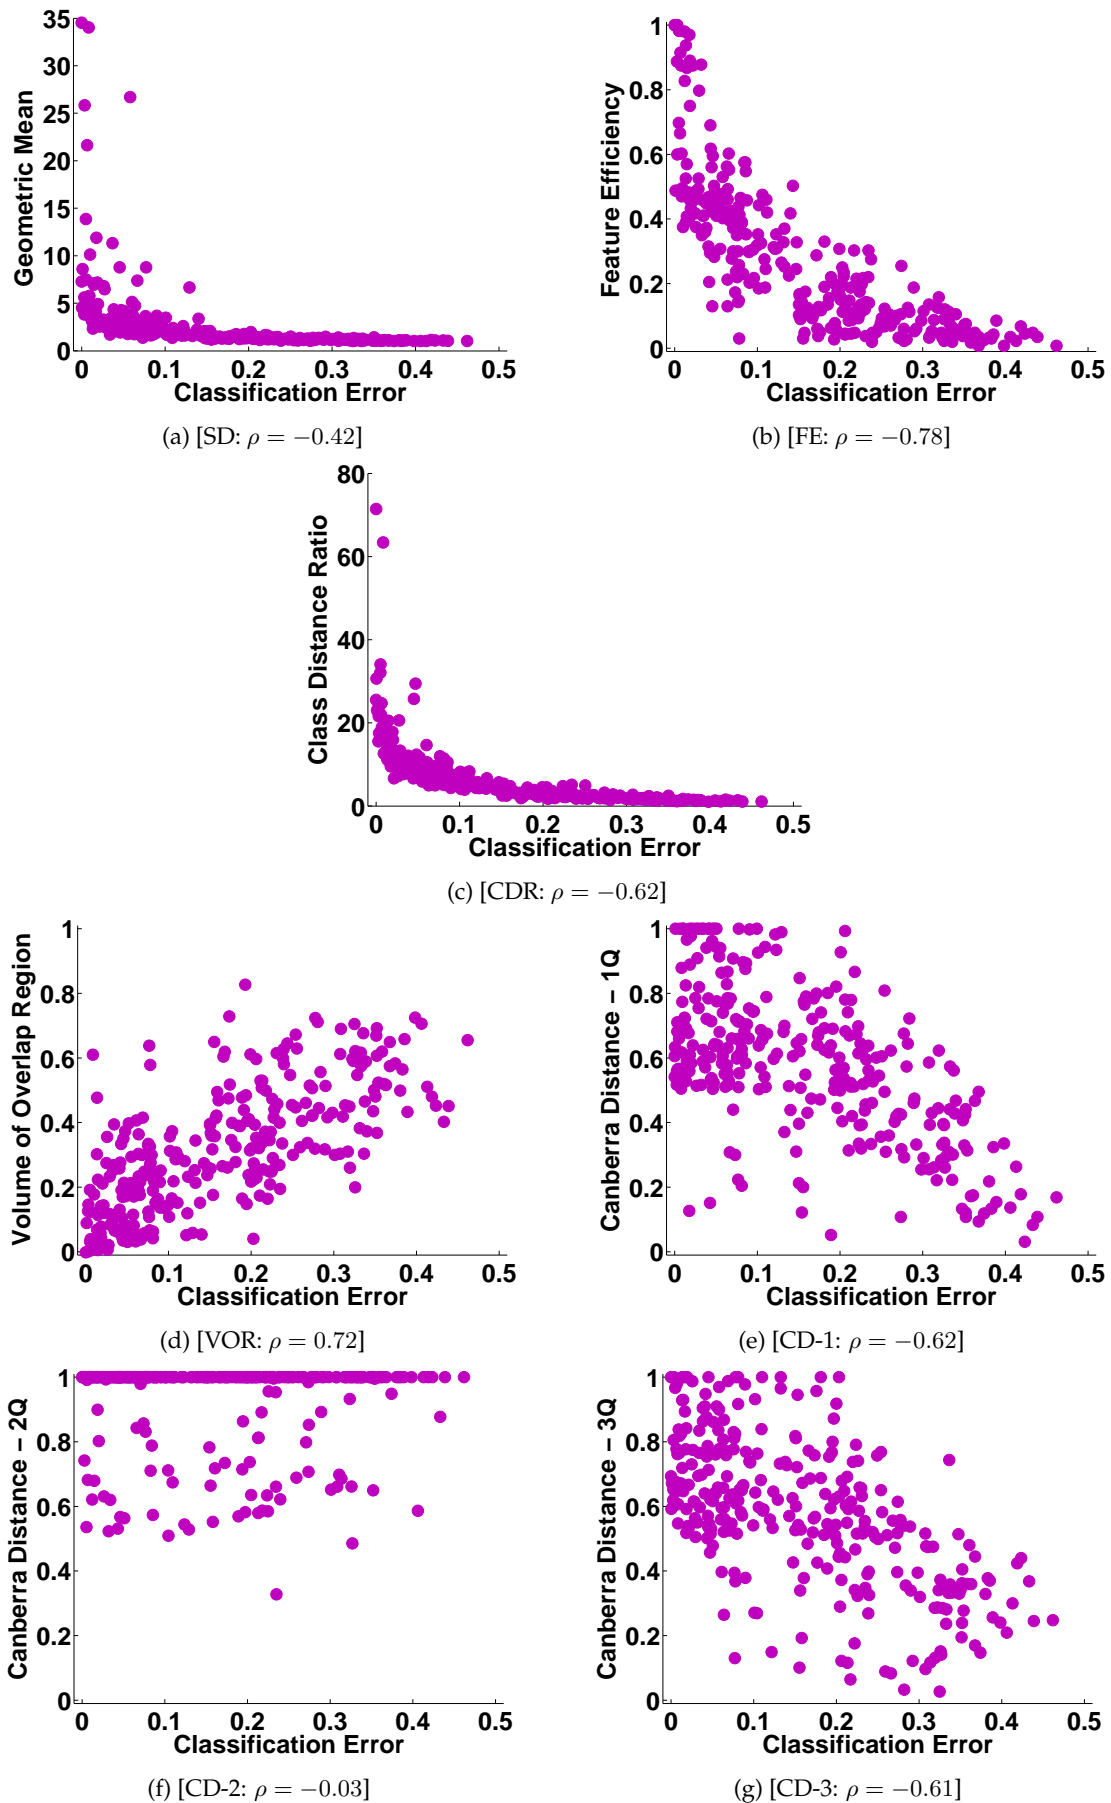 35
30
25
20
15
10
5
0
Geometric Mean
0 0.1 0.2 0.3 0.4 0.5
Classification Error
(a) [SD: ρ = −0.42]
1
0.8
0.6
0.4
0.2
0
Feature Efficiency
0 0.1 0.2 0.3 0.4 0.5
Classification Error
(b) [FE: ρ = −0.78]
80
60
40
20
0
Class Distance Ratio
0 0.1 0.2 0.3 0.4 0.5
Classification Error
(c) [CDR: ρ = −0.62]
1
0.8
0.6
0.4
0.2
0
Volume of Overlap Region
0 0.1 0.2 0.3 0.4 0.5
Classification Error
(d) [VOR: ρ = 0.72]
1
0.8
0.6
0.4
0.2
0
Canberra Distance − 1Q
0 0.1 0.2 0.3 0.4 0.5
Classification Error
(e) [CD-1: ρ = −0.62]
1
0.8
0.6
0.4
0.2
0
Canberra Distance − 2Q
0 0.1 0.2 0.3 0.4 0.5
Classification Error
(f) [CD-2: ρ = −0.03]
1
0.8
0.6
0.4
0.2
0
Canberra Distance − 3Q
0 0.1 0.2 0.3 0.4 0.5
Classification Error
(g) [CD-3: ρ = −0.61]